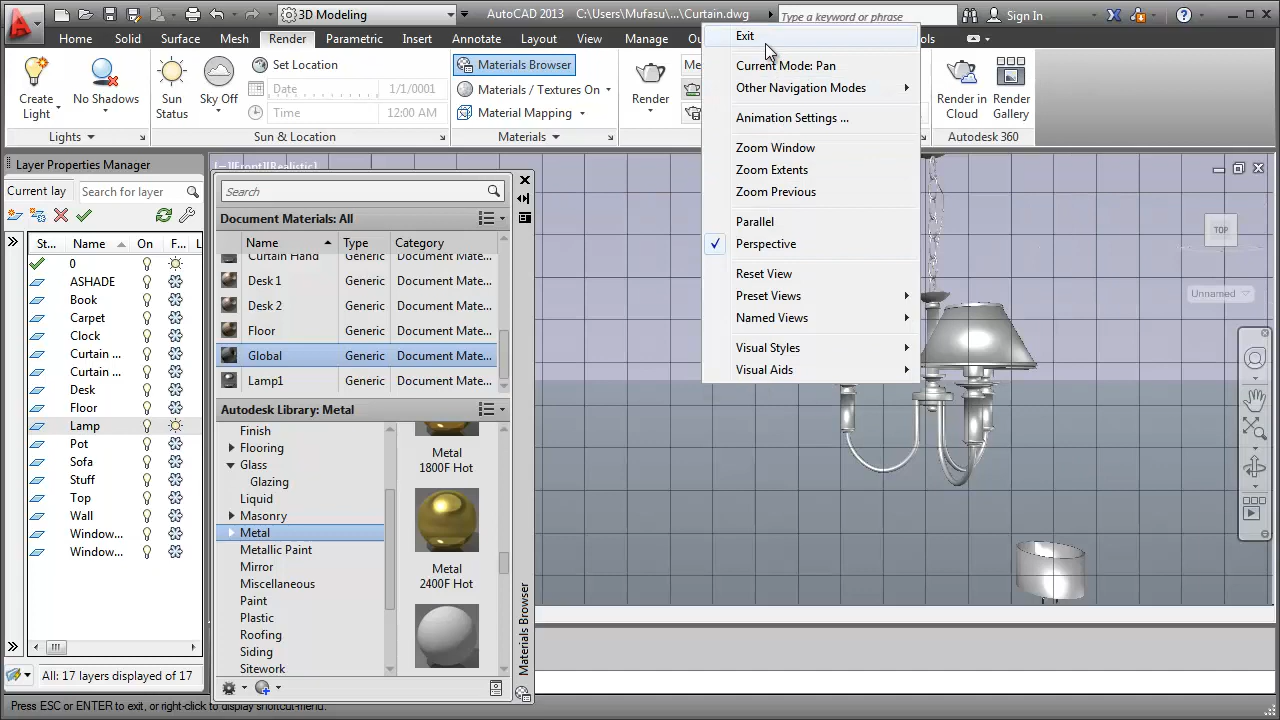 3D Modeling
AutoCAD 2013 C:\Users\Mufasu\...\Curtain.dwg
Type a keyword or phrase
Sign In
Home Solid Surface Mesh Render Parametric Insert Annotate Layout View Manage
Create
Light
No Shadows
Sun
Status
Sky Off
Set Location
Date 1/1/0001
Time 12:00 AM
Materials Browser
Materials / Textures On
Material Mapping
Render
Render in
Cloud
Render
Gallery
Lights
Sun & Location
Materials
Autodesk 360
Exit
Current Mode: Pan
Other Navigation Modes
Animation Settings ...
Zoom Window
Zoom Extents
Zoom Previous
Parallel
Perspective
Reset View
Preset Views
Named Views
Visual Styles
Visual Aids
Layer Properties Manager
Current lay
Search for layer
St... Name On F... L
0
ASHADE
Book
Carpet
Clock
Curtain ...
Curtain ...
Desk
Floor
Lamp
Pot
Sofa
Stuff
Top
Wall
Window...
Window...
All: 17 layers displayed of 17
[−][Front][Realistic]
Search
Document Materials: All
Name Type Category
Curtain Hand Generic Document Mate...
Desk 1 Generic Document Mate...
Desk 2 Generic Document Mate...
Floor Generic Document Mate...
Global Generic Document Mate...
Lamp1 Generic Document Mate...
Autodesk Library: Metal
Finish
Flooring
Glass
Glazing
Liquid
Masonry
Metal
Metallic Paint
Mirror
Miscellaneous
Paint
Plastic
Roofing
Siding
Sitework
Metal
1800F Hot
Metal
2400F Hot
Materials Browser
TOP
Unnamed
Press ESC or ENTER to exit, or right-click to display shortcut-menu.